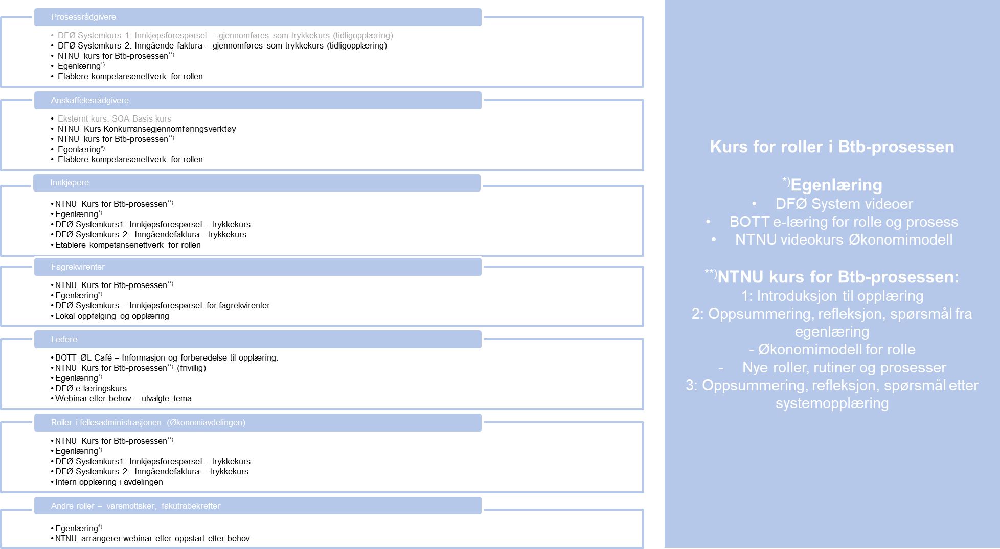 Prosessrådgivere
• DFØ Systemkurs 1: Innkjøpsforespørsel – gjennomføres som trykkekurs (tidligopplæring)
• DFØ Systemkurs 2: Inngående faktura – gjennomføres som trykkekurs (tidligopplæring)
• NTNU kurs for Btb-prosessen**)
• Egenlæring*)
• Etablere kompetansenettverk for rollen
Anskaffelesrådgivere
• Eksternt kurs: SOA Basis kurs
• NTNU Kurs Konkurransegjennomføringsverktøy
• NTNU kurs for Btb-prosessen**)
• Egenlæring*)
• Etablere kompetansenettverk for rollen
Innkjøpere
• NTNU Kurs for Btb-prosessen**)
• Egenlæring*)
• DFØ Systemkurs1: Innkjøpsforespørsel - trykkekurs
• DFØ Systemkurs 2: Inngåendefaktura - trykkekurs
• Etablere kompetansenettverk for rollen
Fagrekvirenter
• NTNU Kurs for Btb-prosessen**)
• Egenlæring*)
• DFØ Systemkurs – Innkjøpsforespørsel for fagrekvirenter
• Lokal oppfølging og opplæring
Ledere
• BOTT ØL Café – Informasjon og forberedelse til opplæring.
• NTNU Kurs for Btb-prosessen**) (frivillig)
• Egenlæring*)
• DFØ e-læringskurs
• Webinar etter behov – utvalgte tema
Roller i fellesadministrasjonen (Økonomiavdelingen)
• NTNU Kurs for Btb-prosessen**)
• Egenlæring*)
• DFØ Systemkurs1: Innkjøpsforespørsel - trykkekurs
• DFØ Systemkurs 2: Inngåendefaktura – trykkekurs
• Intern opplæring i avdelingen
Andre roller – varemottaker, fakutrabekrefter
• Egenlæring*)
• NTNU arrangerer webinar etter oppstart etter behov
Kurs for roller i Btb-prosessen
*)Egenlæring
• DFØ System videoer
• BOTT e-læring for rolle og prosess
• NTNU videokurs Økonomimodell
**)NTNU kurs for Btb-prosessen:
1: Introduksjon til opplæring
2: Oppsummering, refleksjon, spørsmål fra
egenlæring
- Økonomimodell for rolle
- Nye roller, rutiner og prosesser
3: Oppsummering, refleksjon, spørsmål etter
systemopplæring